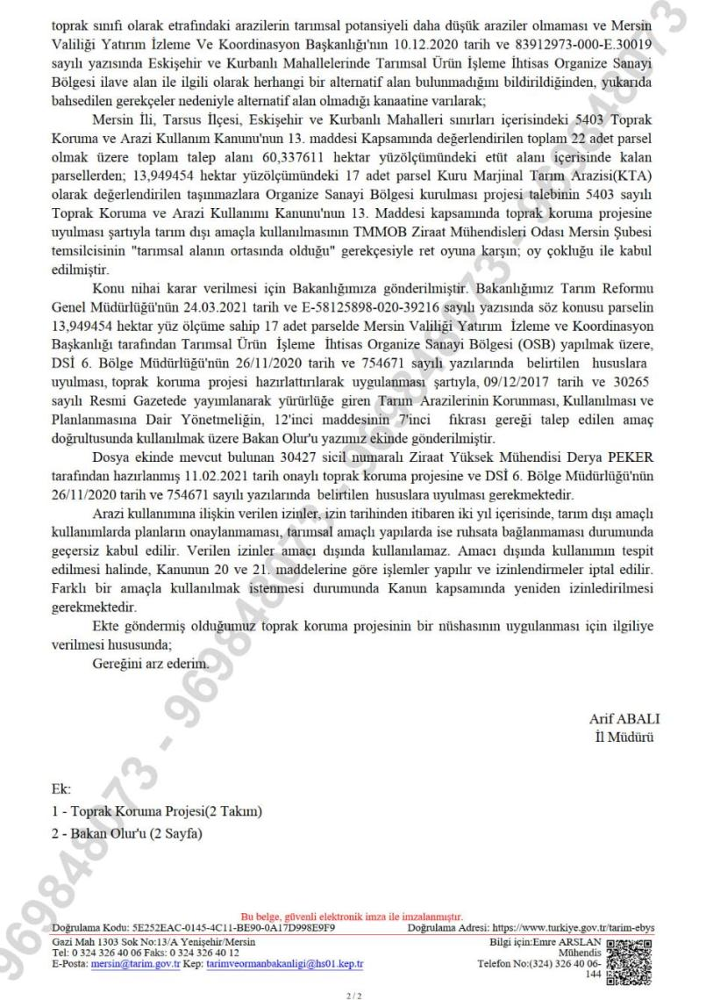 toprak sınıfı olarak etrafındaki arazilerin tarımsal potansiyeli daha düşük araziler olmaması ve Mersin
Valiliği Yatırım İzleme Ve Koordinasyon Başkanlığı'nın 10.12.2020 tarih ve 83912973-000-E.30019
sayılı yazısında Eskişehir ve Kurbanlı Mahallelerinde Tarımsal Ürün İşleme İhtisas Organize Sanayi
Bölgesi ilave alan ile ilgili olarak herhangi bir alternatif alan bulunmadığını bildirildiğinden, yukarıda
bahsedilen gerekçeler nedeniyle alternatif alan olmadığı kanaatine varılarak;
Mersin İli, Tarsus İlçesi, Eskişehir ve Kurbanlı Mahalleri sınırları içerisindeki 5403 Toprak
Koruma ve Arazi Kullanım Kanunu'nun 13. maddesi Kapsamında değerlendirilen toplam 22 adet parsel
olmak üzere toplam talep alanı 60,337611 hektar yüzölçümündeki etüt alanı içerisinde kalan
parsellerden; 13,949454 hektar yüzölçümündeki 17 adet parsel Kuru Marjinal Tarım Arazisi(KTA)
olarak değerlendirilen taşınmazlara Organize Sanayi Bölgesi kurulması projesi talebinin 5403 sayılı
Toprak Koruma ve Arazi Kullanımı Kanunu'nun 13. Maddesi kapsamında toprak koruma projesine
uyulması şartıyla tarım dışı amaçla kullanılmasının TMMOB Ziraat Mühendisleri Odası Mersin Şubesi
temsilcisinin "tarımsal alanın ortasında olduğu" gerekçesiyle ret oyuna karşın; oy çokluğu ile kabul
edilmiştir.
Konu nihai karar verilmesi için Bakanlığımıza gönderilmiştir. Bakanlığımız Tarım Reformu
Genel Müdürlüğü'nün 24.03.2021 tarih ve E-58125898-020-39216 sayılı yazısında söz konusu parselin
13,949454 hektar yüz ölçüme sahip 17 adet parselde Mersin Valiliği Yatırım İzleme ve Koordinasyon
Başkanlığı tarafından Tarımsal Ürün İşleme İhtisas Organize Sanayi Bölgesi (OSB) yapılmak üzere,
DSİ 6. Bölge Müdürlüğü'nün 26/11/2020 tarih ve 754671 sayılı yazılarında belirtilen hususlara
uyulması, toprak koruma projesi hazırlattırılarak uygulanması şartıyla, 09/12/2017 tarih ve 30265
sayılı Resmi Gazetede yayımlanarak yürürlüğe giren Tarım Arazilerinin Korunması, Kullanılması ve
Planlanmasına Dair Yönetmeliğin, 12'inci maddesinin 7'inci fıkrası gereği talep edilen amaç
doğrultusunda kullanılmak üzere Bakan Olur'u yazımız ekinde gönderilmiştir.
Dosya ekinde mevcut bulunan 30427 sicil numaralı Ziraat Yüksek Mühendisi Derya PEKER
tarafından hazırlanmış 11.02.2021 tarih onaylı toprak koruma projesine ve DSİ 6. Bölge Müdürlüğü'nün
26/11/2020 tarih ve 754671 sayılı yazılarında belirtilen hususlara uyulması gerekmektedir.
Arazi kullanımına ilişkin verilen izinler, izin tarihinden itibaren iki yıl içerisinde, tarım dışı amaçlı
kullanımlarda planların onaylanmaması, tarımsal amaçlı yapılarda ise ruhsata bağlanmaması durumunda
geçersiz kabul edilir. Verilen izinler amacı dışında kullanılamaz. Amacı dışında kullanımın tespit
edilmesi halinde, Kanunun 20 ve 21. maddelerine göre işlemler yapılır ve izinlendirmeler iptal edilir.
Farklı bir amaçla kullanılmak istenmesi durumunda Kanun kapsamında yeniden izinledirilmesi
gerekmektedir.
Ekte göndermiş olduğumuz toprak koruma projesinin bir nüshasının uygulanması için ilgiliye
verilmesi hususunda;
Gereğini arz ederim.
Arif ABALI
İl Müdürü
Ek:
1 - Toprak Koruma Projesi(2 Takım)
2 - Bakan Olur'u (2 Sayfa)
969848073 - 969848073 - 969848073 - 969848073
Bu belge, güvenli elektronik imza ile imzalanmıştır.
Doğrulama Kodu: 5E252EAC-0145-4C11-BE90-0A17D998E9F9 Doğrulama Adresi: https://www.turkiye.gov.tr/tarim-ebys
Gazi Mah 1303 Sok No:13/A Yenişehir/Mersin Bilgi için:Emre ARSLAN
Tel: 0 324 326 40 06 Faks: 0 324 326 40 12 Mühendis
E-Posta: mersin@tarim.gov.tr Kep: tarimveormanbakanligi@hs01.kep.tr Telefon No:(324) 326 40 06-
144
2 / 2